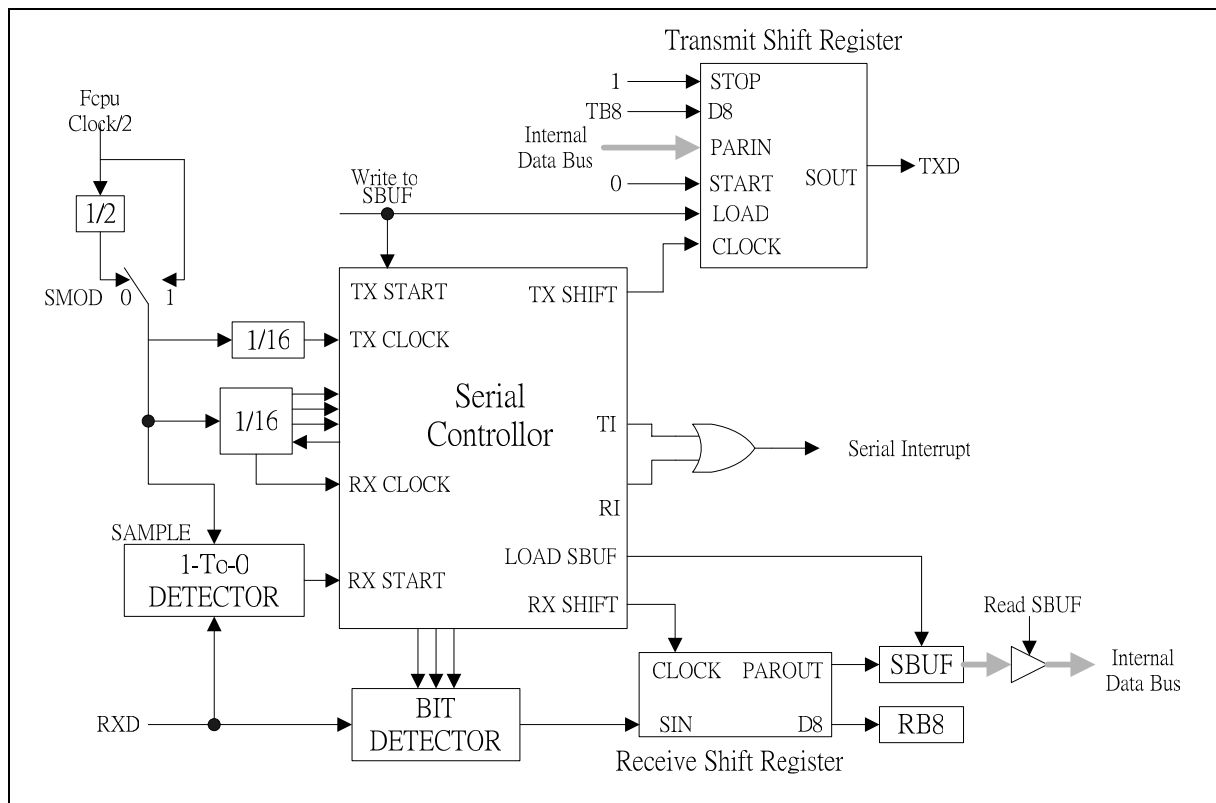 Transmit Shift Register
1
STOP
TB8
D8
Internal
Data Bus
PARIN
0
START
SOUT
TXD
LOAD
CLOCK
Fcpu
Clock/2
1/2
SMOD 0 1
Write to
SBUF
TX START
TX SHIFT
1/16
TX CLOCK
1/16
Serial
Controllor
TI
Serial Interrupt
RX CLOCK
RI
SAMPLE
1-To-0
DETECTOR
RX START
LOAD SBUF
RX SHIFT
Read SBUF
CLOCK
PAROUT
SBUF
Internal
Data Bus
RXD
BIT
DETECTOR
SIN
D8
RB8
Receive Shift Register